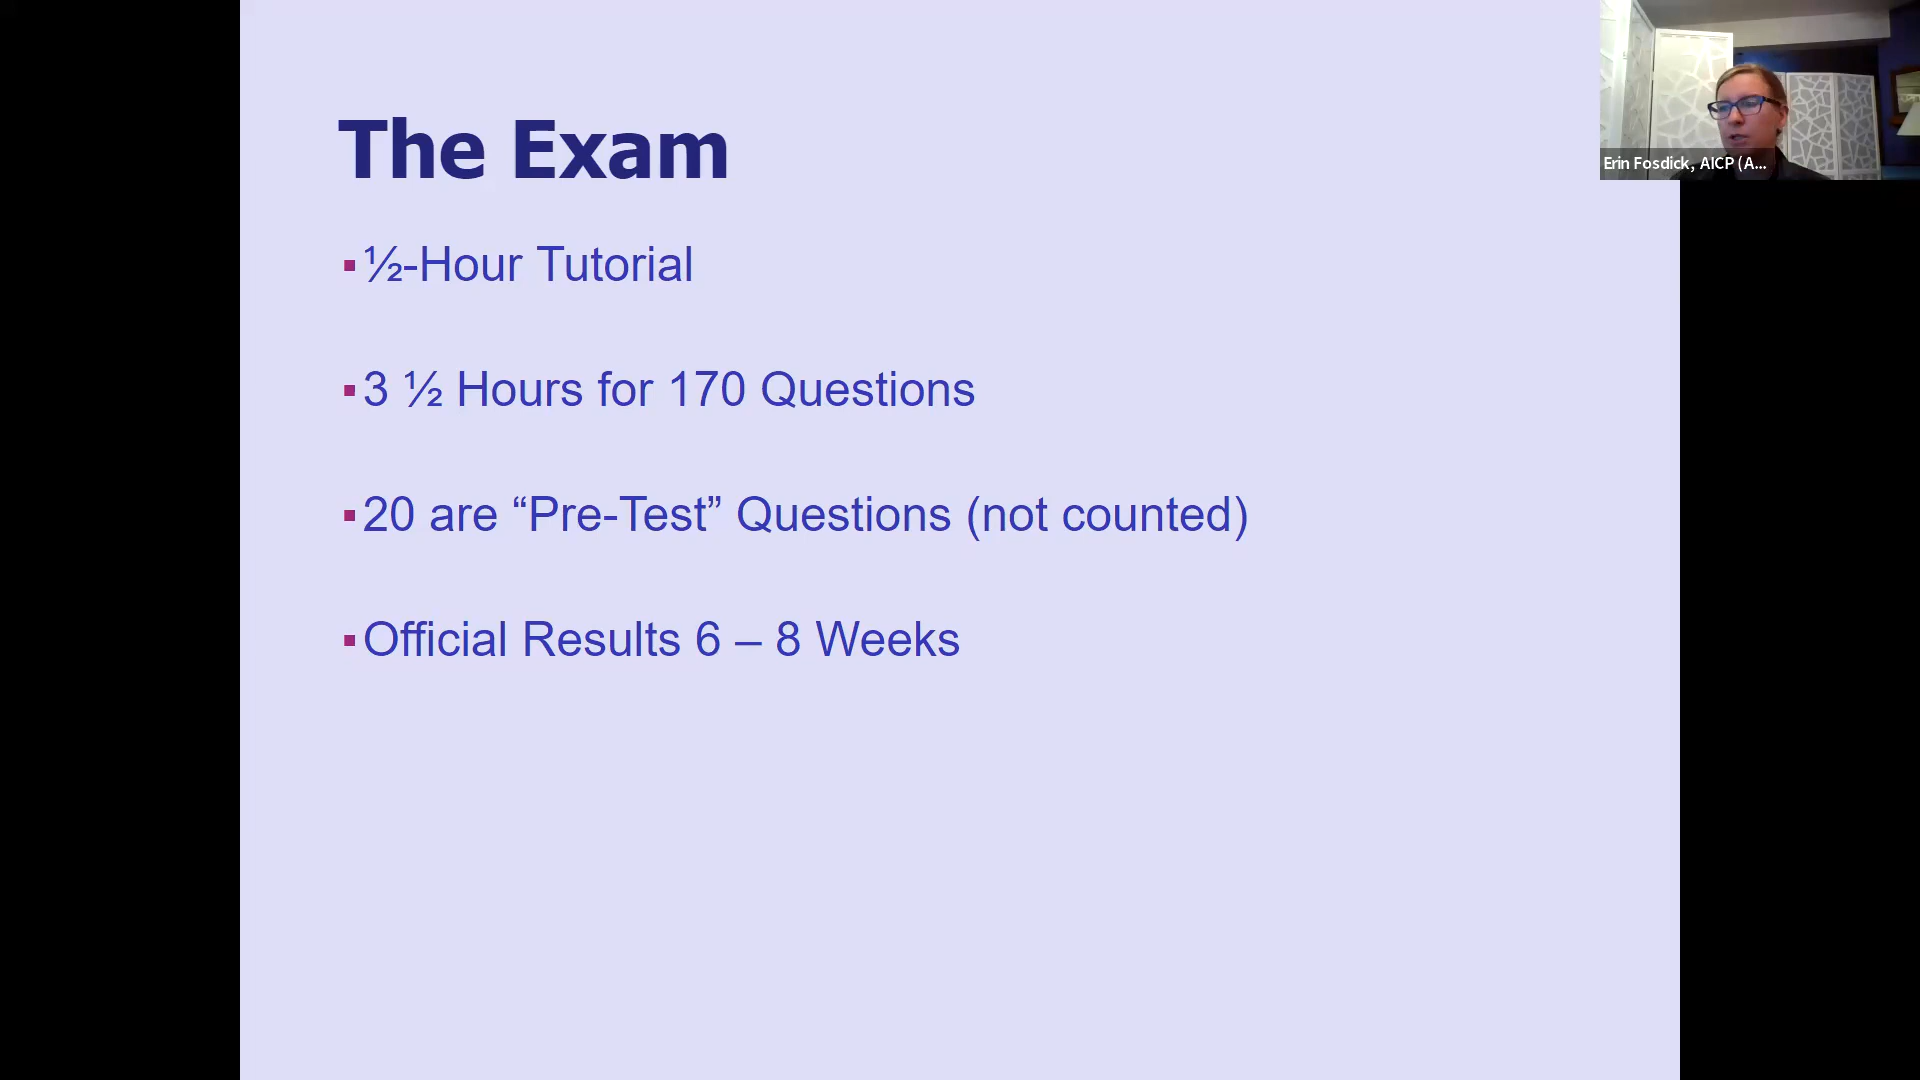 The Exam
▪½-Hour Tutorial
▪3 ½ Hours for 170 Questions
▪20 are “Pre-Test” Questions (not counted)
▪Official Results 6 – 8 Weeks
Erin Fosdick, AICP (A...